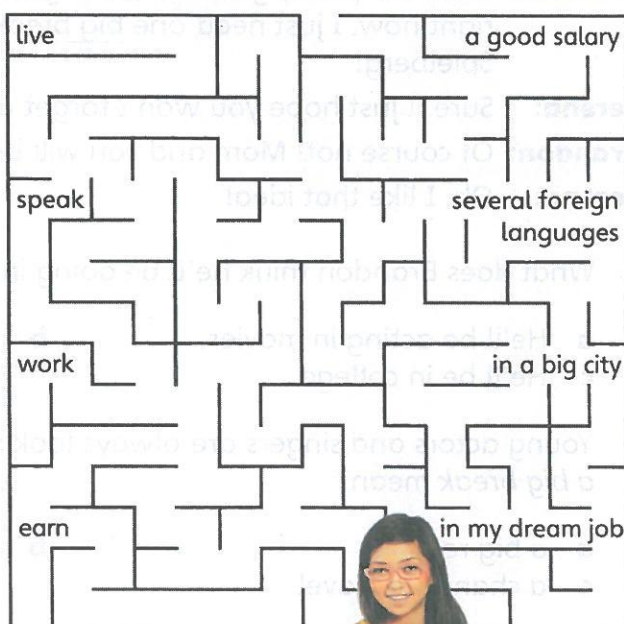 live
a good salary
speak
several foreign
languages
work
in a big city
earn
in my dream job